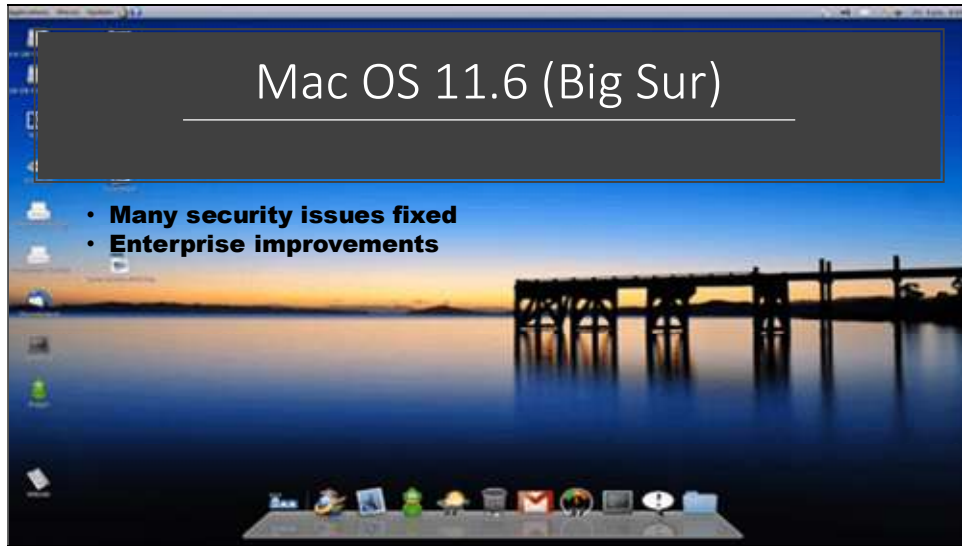 Mac OS 11.6 (Big Sur)
• Many security issues fixed
• Enterprise improvements